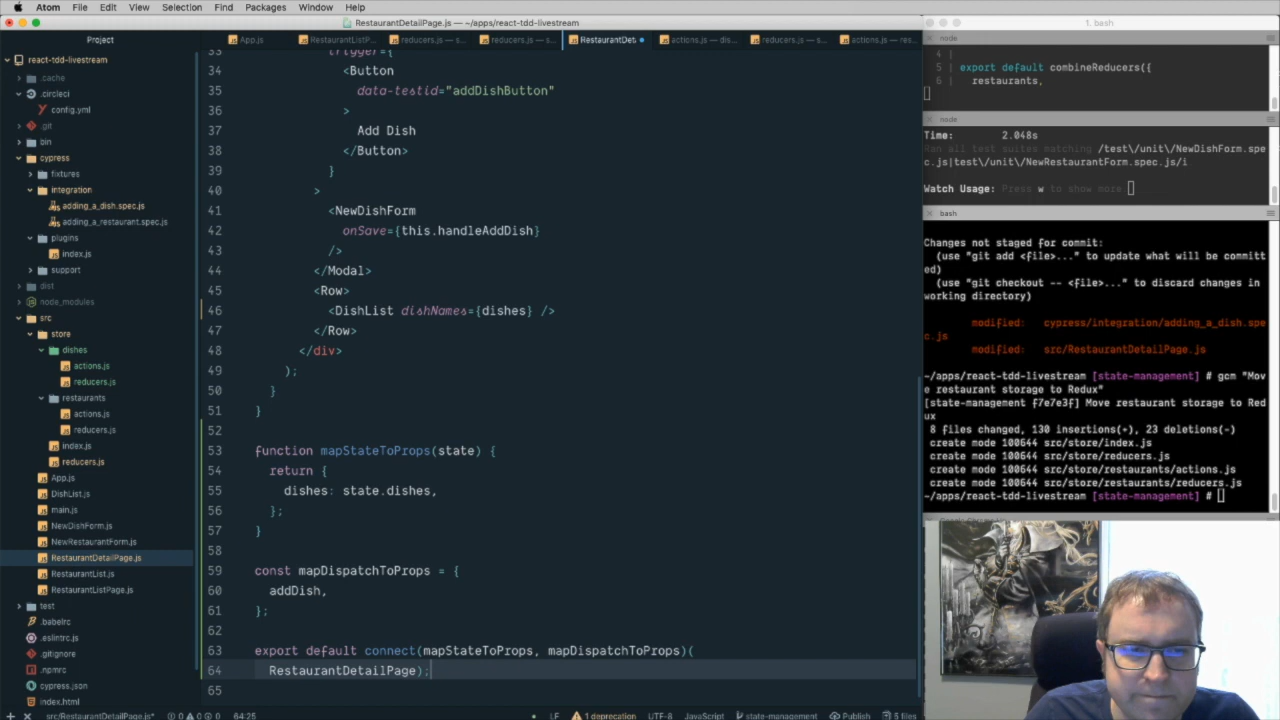 Atom File Edit View Selection Find Packages Window Help
RestaurantDetailPage.js — ~/apps/react-tdd-livestream
1. bash
Project
App.js
RestaurantListP...
reducers.js — s...
reducers.js — s...
RestaurantDet
actions.js — dis...
reducers.js — s...
actions.js — res...
react-tdd-livestream
.cache
.circleci
config.yml
.git
bin
cypress
fixtures
integration
adding_a_dish.spec.js
adding_a_restaurant.spec.js
plugins
index.js
support
dist
node_modules
src
store
dishes
actions.js
reducers.js
restaurants
actions.js
reducers.js
index.js
reducers.js
App.js
DishList.js
main.js
NewDishForm.js
NewRestaurantForm.js
RestaurantDetailPage.js
RestaurantList.js
RestaurantListPage.js
test
.babelrc
.eslintrc.js
.gitignore
.npmrc
cypress.json
index.html
33 trigger={
34 <Button
35 data-testid="addDishButton"
36 >
37 Add Dish
38 </Button>
39 }
40 >
41 <NewDishForm
42 onSave={this.handleAddDish}
43 />
44 </Modal>
45 <Row>
46 <DishList dishNames={dishes} />
47 </Row>
48 </div>
49 );
50 }
51 }
52
53 function mapStateToProps(state) {
54 return {
55 dishes: state.dishes,
56 };
57 }
58
59 const mapDispatchToProps = {
60 addDish,
61 };
62
63 export default connect(mapStateToProps, mapDispatchToProps)(
64 RestaurantDetailPage);
65
src/RestaurantDetailPage.js* 0 0 0 64:25
LF 1 deprecation UTF-8 JavaScript state-management Publish 5 files
node
4 |
5 | export default combineReducers({
6 | restaurants,
node
Time: 2.048s
Ran all test suites matching /test\/unit\/NewDishForm.spe
c.js|test\/unit\/NewRestaurantForm.spec.js/i
Watch Usage: Press w to show more
bash
Changes not staged for commit:
(use "git add <file>..." to update what will be committ
ed)
(use "git checkout -- <file>..." to discard changes in
working directory)
modified: cypress/integration/adding_a_dish.spe
c.js
modified: src/RestaurantDetailPage.js
~/apps/react-tdd-livestream [state-management] # gcm "Mov
e restaurant storage to Redux"
[state-management f7e7e3f] Move restaurant storage to Red
ux
8 files changed, 130 insertions(+), 23 deletions(-)
create mode 100644 src/store/index.js
create mode 100644 src/store/reducers.js
create mode 100644 src/store/restaurants/actions.js
create mode 100644 src/store/restaurants/reducers.js
~/apps/react-tdd-livestream [state-management] #